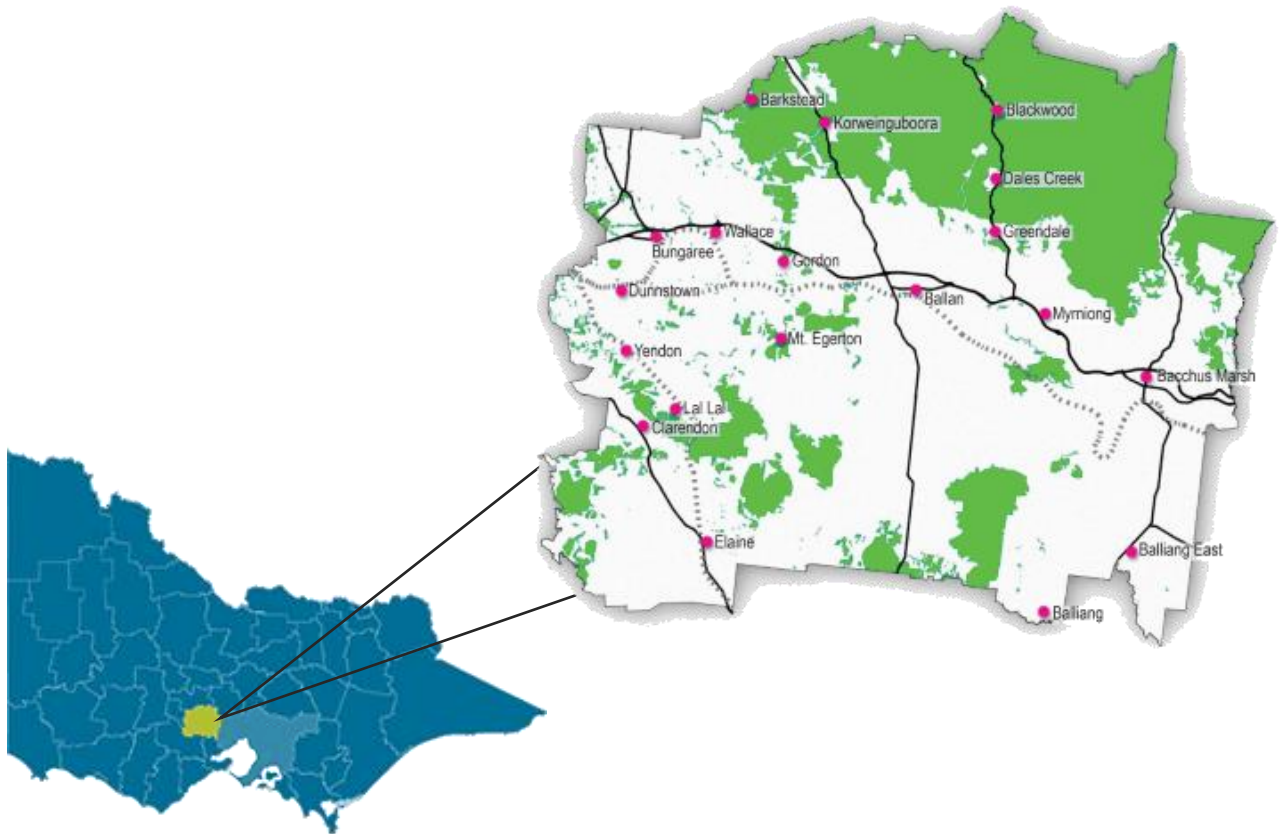 Barkstead
Blackwood
Korweinguboora
Dales Creek
Greendale
Wallace
Bungaree
Gordon
Dunnstown
Ballan
Myrniong
Mt. Egerton
Yendon
Bacchus Marsh
Lal Lal
Clarendon
Elaine
Balliang East
Balliang